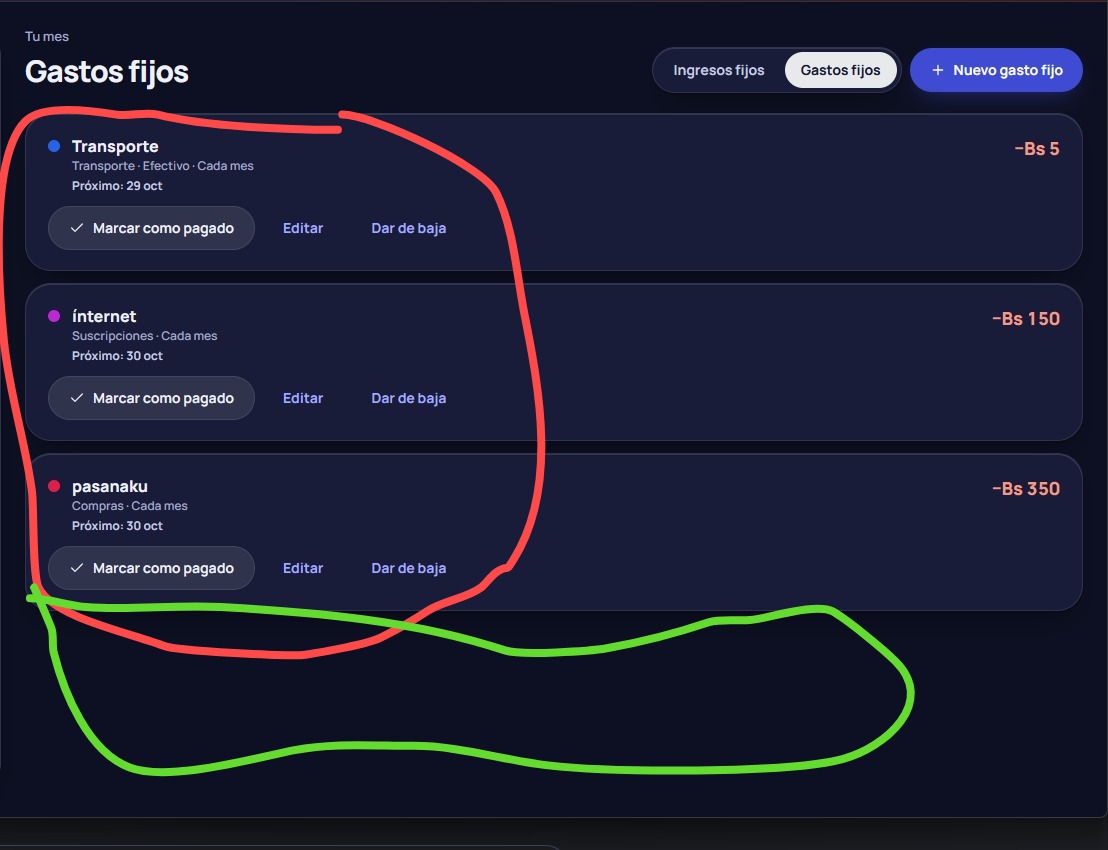 Tu mes
Gastos fijos
Ingresos fijos Gastos fijos + Nuevo gasto fijo
Transporte −Bs 5
Transporte · Efectivo · Cada mes
Próximo: 29 oct
Marcar como pagado Editar Dar de baja
ínternet −Bs 150
Suscripciones · Cada mes
Próximo: 30 oct
Marcar como pagado Editar Dar de baja
pasanaku −Bs 350
Compras · Cada mes
Próximo: 30 oct
Marcar como pagado Editar Dar de baja